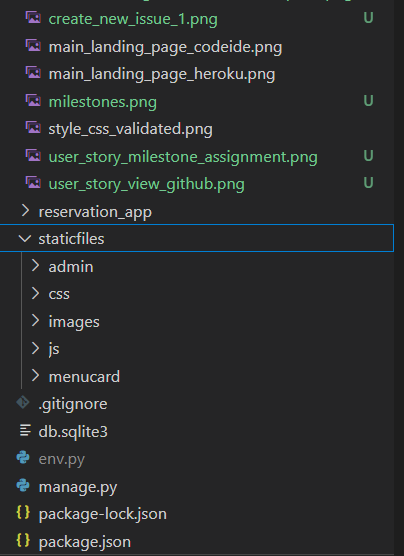 create_new_issue_1.png U
main_landing_page_codeide.png
main_landing_page_heroku.png
milestones.png U
style_css_validated.png
user_story_milestone_assignment.png U
user_story_view_github.png U
reservation_app
staticfiles
admin
css
images
js
menucard
.gitignore
db.sqlite3
env.py
manage.py
package-lock.json
package.json